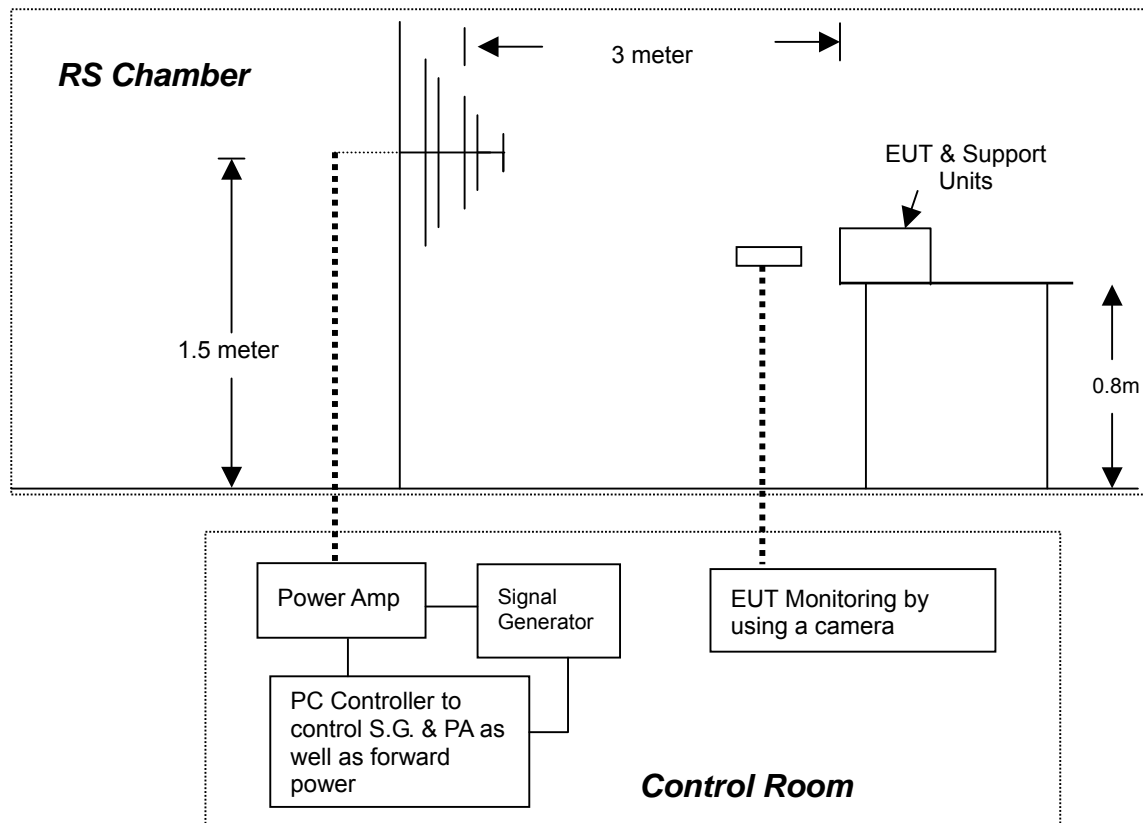 3 meter
RS Chamber
EUT & Support
Units
1.5 meter
0.8m
Power Amp
Signal
Generator
EUT Monitoring by
using a camera
PC Controller to
control S.G. & PA as
well as forward
power
Control Room